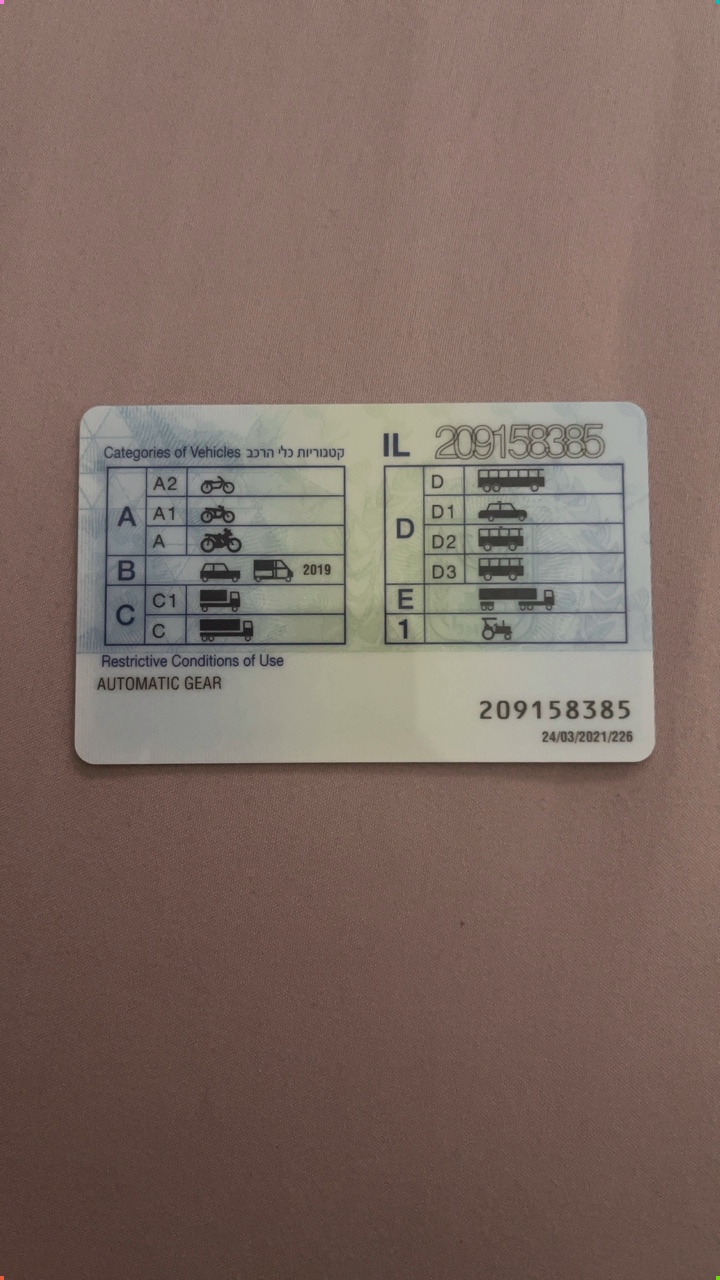 Categories of Vehicles קטגוריות כלי הרכב
IL 209158385
A
A2
A1
A
B 2019
C
C1
C
D
D
D1
D2
D3
E
1
Restrictive Conditions of Use
AUTOMATIC GEAR
209158385
24/03/2021/226